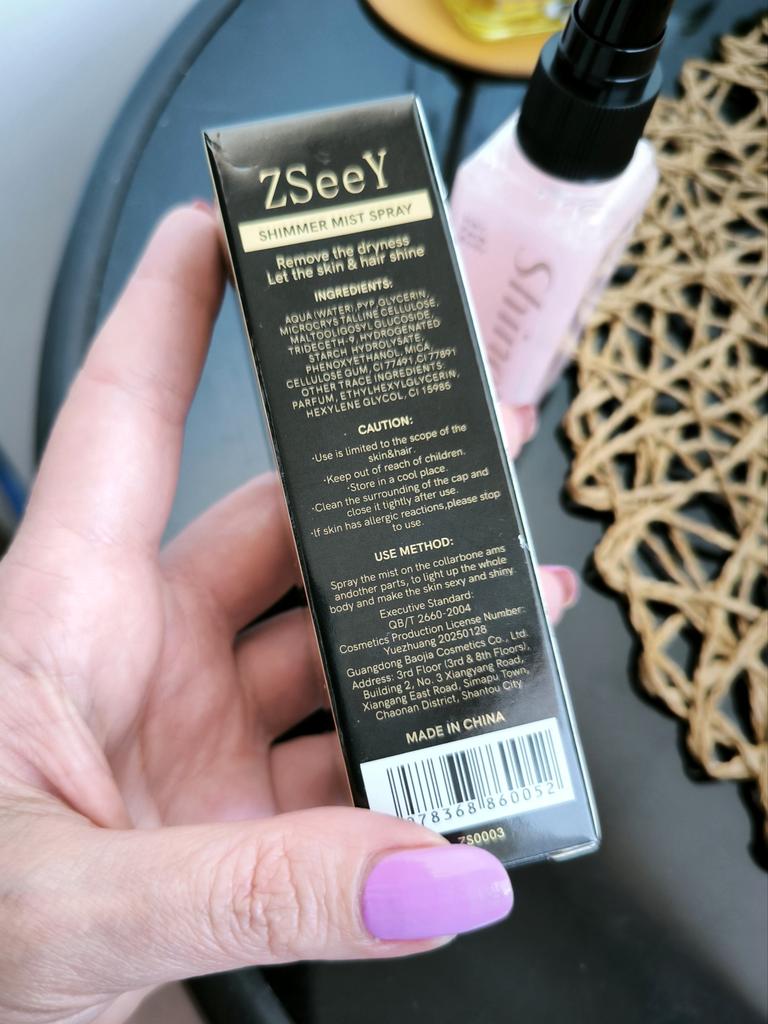 ZSeeY
SHIMMER MIST SPRAY
Remove the dryness
Let the skin & hair shine
INGREDIENTS:
AQUA (WATER),PVP,GLYCERIN,
MICROCRYS TALLINE CELLULOSE,
MALTOOLIGOSYL GLUCOSIDE,
TRIDECETH-9, HYDROGENATED
STARCH HYDROLYSATE,
PHENOXYETHANOL, MICA,
CELLULOSE GUM, CI 77491, CI 77891
OTHER TRACE INGREDIENTS:
PARFUM, ETHYLHEXYLGLYCERIN,
HEXYLENE GLYCOL, CI 15985
CAUTION:
·Use is limited to the scope of the
skin&hair.
·Keep out of reach of children.
·Store in a cool place.
·Clean the surrounding of the cap and
close it tightly after use.
·If skin has allergic reactions,please stop
to use.
USE METHOD:
Spray the mist on the collarbone ams
andother parts, to light up the whole
body and make the skin sexy and shiny.
Executive Standard:
QB/T 2660-2004
Cosmetics Production License Number:
Yuezhuang 20250128
Guangdong Baojia Cosmetics Co., Ltd.
Address: 3rd Floor (3rd & 8th Floors),
Building 2, No. 3 Xiangyang Road,
Xiangang East Road, Simapu Town,
Chaonan District, Shantou City
MADE IN CHINA
978368 860052
ZS0003